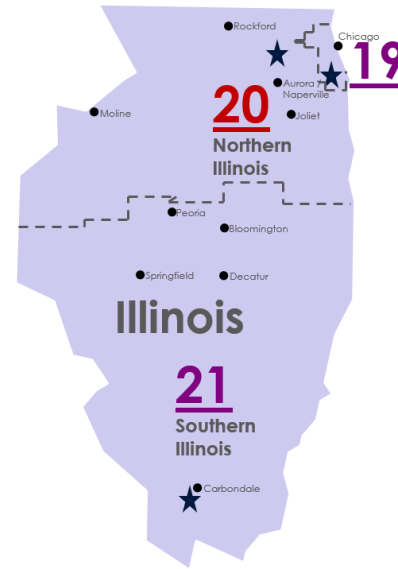 Rockford
Chicago
19
Aurora
Naperville
20
Moline
Joliet
Northern
Illinois
Peoria
Bloomington
Springfield
Decatur
Illinois
21
Southern
Illinois
Carbondale